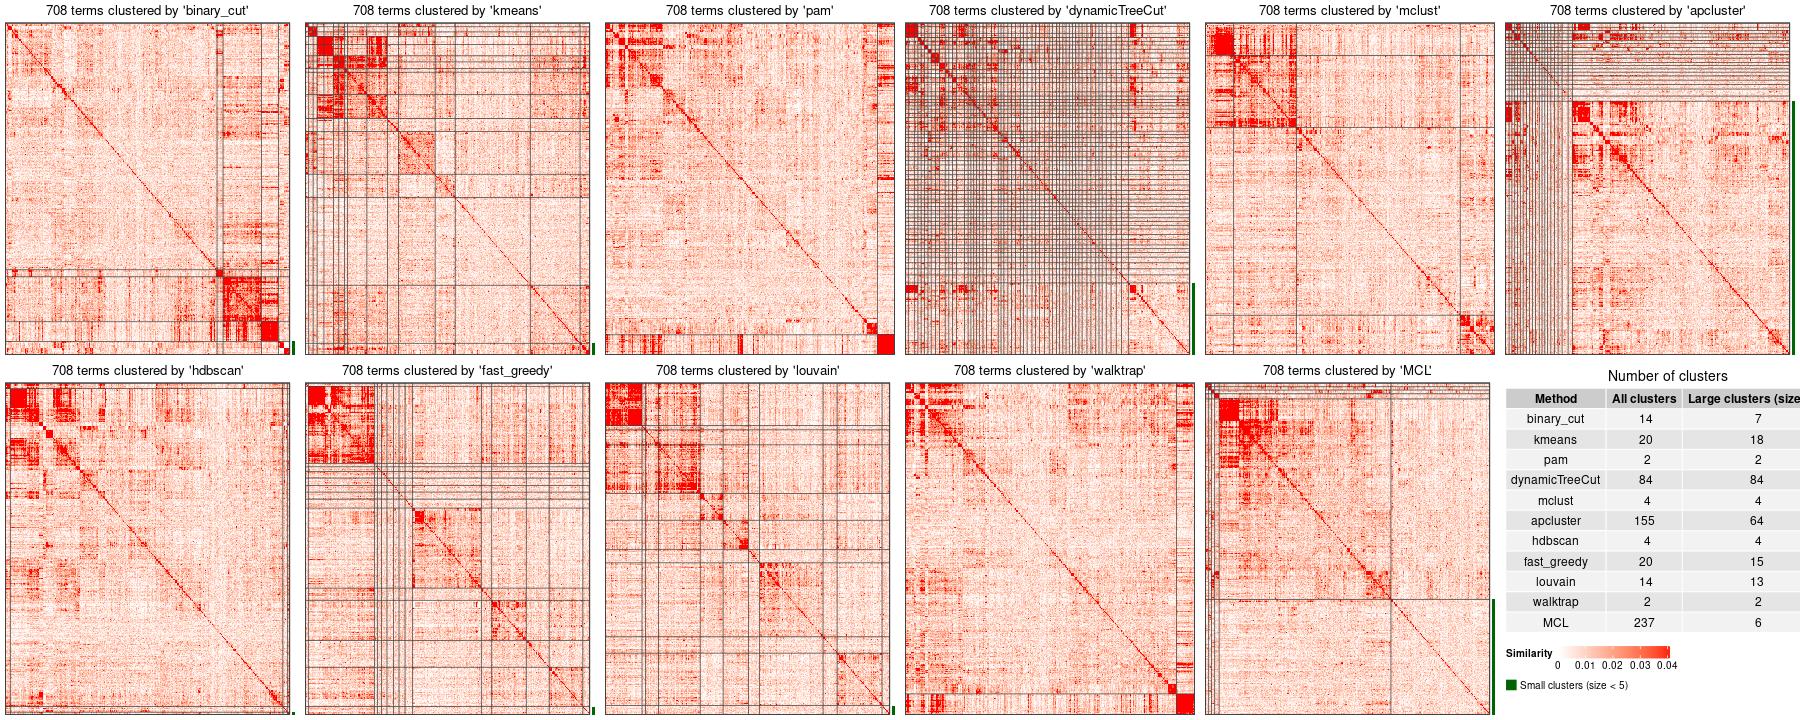 708 terms clustered by 'binary_cut'
708 terms clustered by 'kmeans'
708 terms clustered by 'pam'
708 terms clustered by 'dynamicTreeCut'
708 terms clustered by 'mclust'
708 terms clustered by 'apcluster'
708 terms clustered by 'hdbscan'
708 terms clustered by 'fast_greedy'
708 terms clustered by 'louvain'
708 terms clustered by 'walktrap'
708 terms clustered by 'MCL'
Number of clusters
Method All clusters Large clusters (size
binary_cut 14 7
kmeans 20 18
pam 2 2
dynamicTreeCut 84 84
mclust 4 4
apcluster 155 64
hdbscan 4 4
fast_greedy 20 15
louvain 14 13
walktrap 2 2
MCL 237 6
Similarity
0 0.01 0.02 0.03 0.04
Small clusters (size < 5)